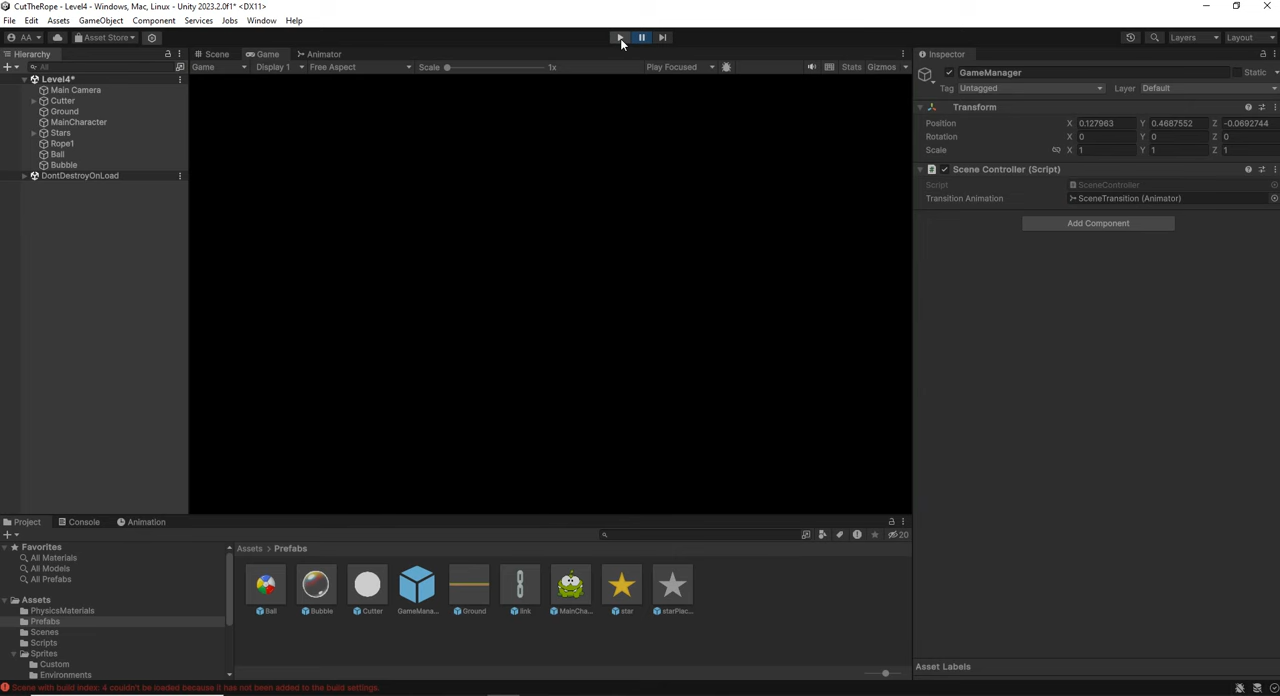 CutTheRope - Level4 - Windows, Mac, Linux - Unity 2023.2.0f1* <DX11>
File Edit Assets GameObject Component Services Jobs Window Help
AA Asset Store Layers Layout
Hierarchy Scene Game Animator Inspector
All Game Display 1 Free Aspect Scale 1x Play Focused Stats Gizmos
GameManager Static
Level4*
Main Camera
Cutter
Ground
MainCharacter
Stars
Rope1
Ball
Bubble
DontDestroyOnLoad
Tag Untagged Layer Default
Transform
Position X 0.127963 Y 0.4687552 Z -0.0692744
Rotation X 0 Y 0 Z 0
Scale X 1 Y 1 Z 1
Scene Controller (Script)
Script SceneController
Transition Animation SceneTransition (Animator)
Add Component
Project Console Animation
20
Favorites
All Materials
All Models
All Prefabs
Assets
PhysicsMaterials
Prefabs
Scenes
Scripts
Sprites
Custom
Environments
Assets > Prefabs
Ball Bubble Cutter GameMana... Ground link MainCha... star starPlac...
Asset Labels
Scene with build index: 4 couldn't be loaded because it has not been added to the build settings.